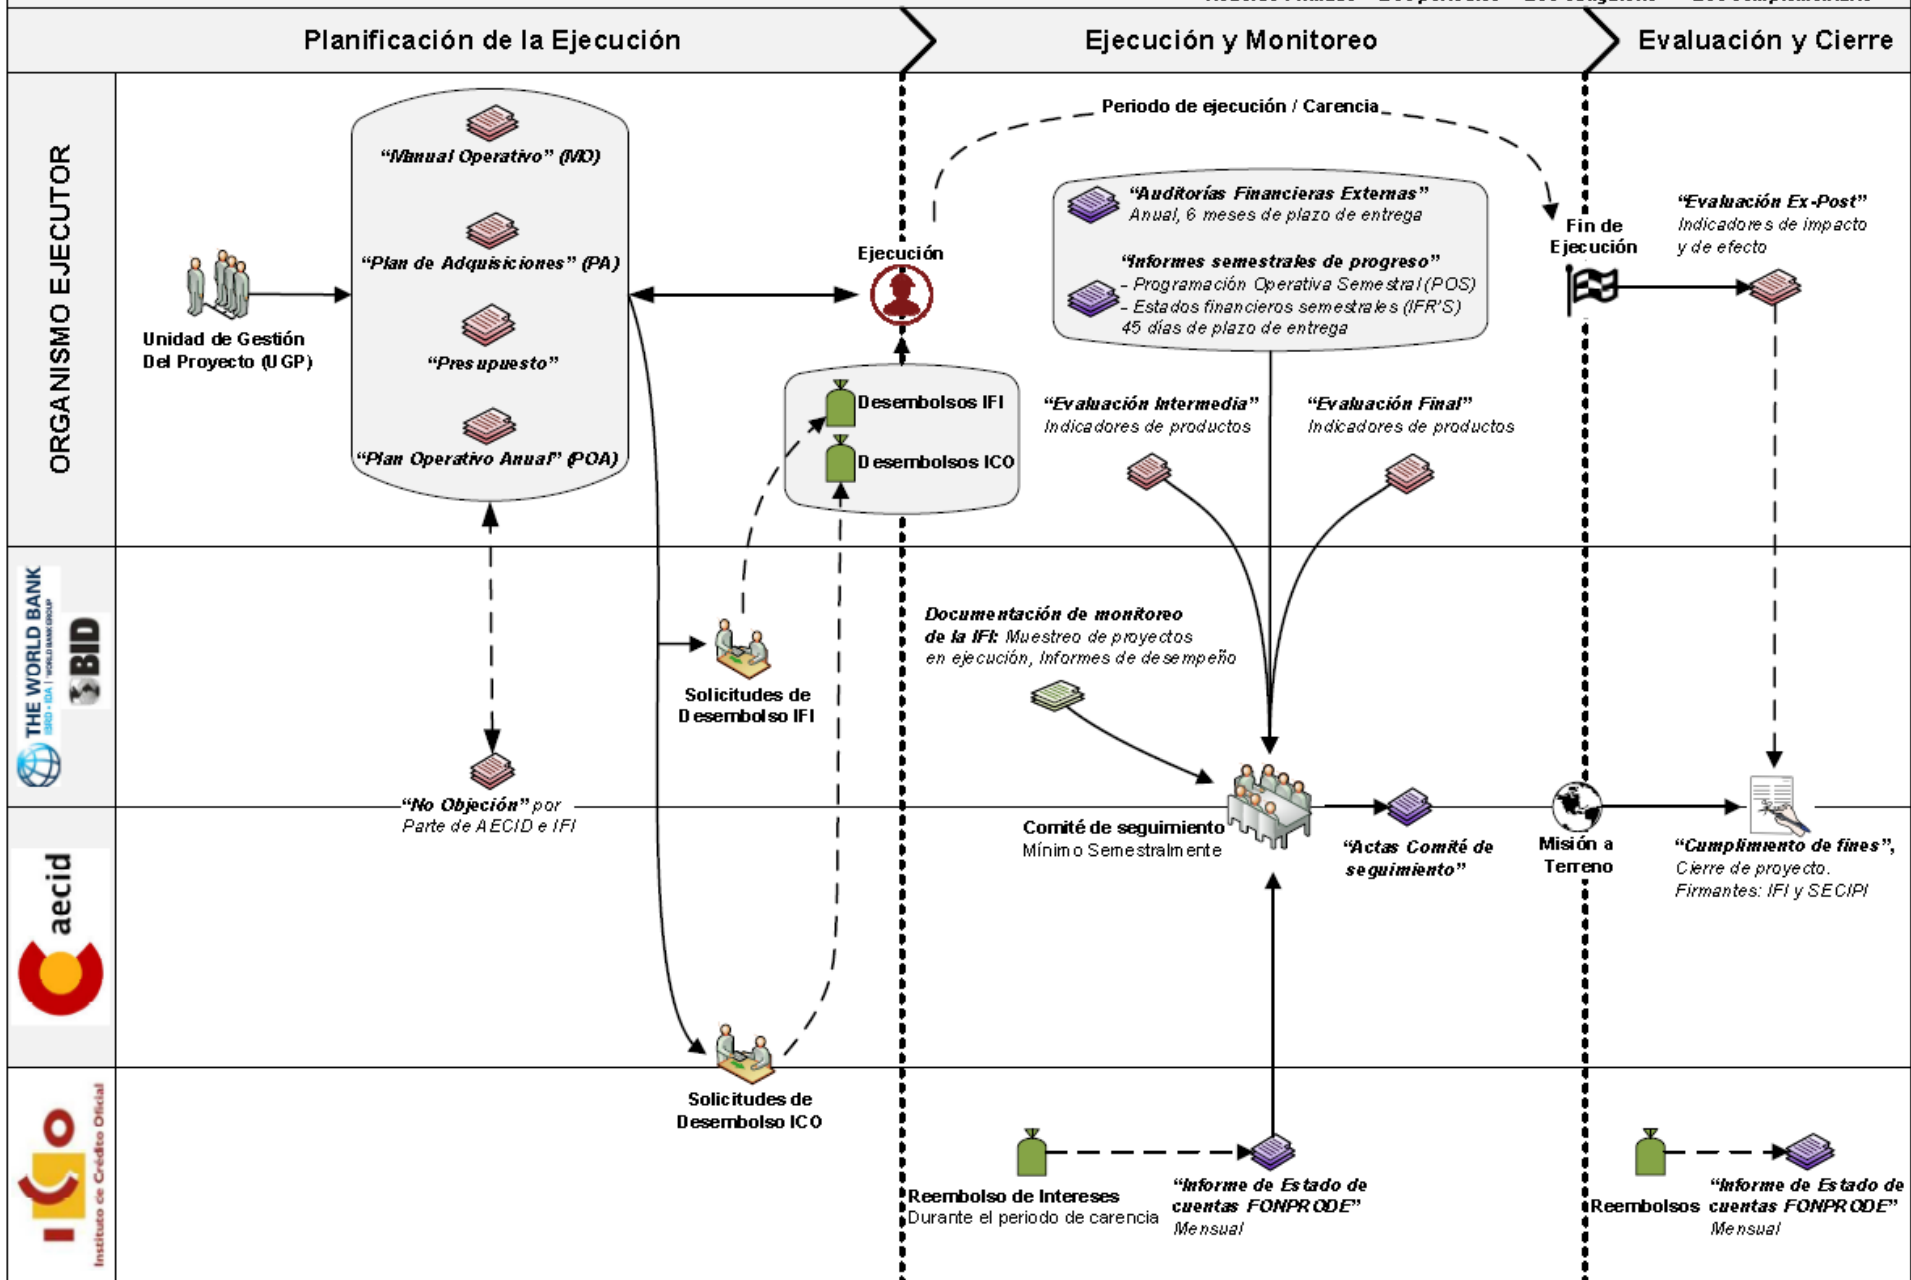 Planificación de la Ejecución
Ejecución y Monitoreo
Evaluación y Cierre
ORGANISMO EJECUTOR
Unidad de Gestión
Del Proyecto (UGP)
“Manual Operativo” (MO)
“Plan de Adquisiciones” (PA)
“Presupuesto”
“Plan Operativo Anual” (POA)
Ejecución
Desembolsos IFI
Desembolsos ICO
Periodo de ejecución / Carencia
“Auditorías Financieras Externas”
Anual, 6 meses de plazo de entrega
“Informes semestrales de progreso”
- Programación Operativa Semestral (POS)
- Estados financieros semestrales (IFR’S)
45 días de plazo de entrega
“Evaluación Intermedia”
Indicadores de productos
“Evaluación Final”
Indicadores de productos
Fin de
Ejecución
“Evaluación Ex-Post”
Indicadores de impacto
y de efecto
THE WORLD BANK
IBRD • IDA | WORLD BANK GROUP
BID
“No Objeción” por
Parte de AECID e IFI
Solicitudes de
Desembolso IFI
Documentación de monitoreo
de la IFI: Muestreo de proyectos
en ejecución, Informes de desempeño
Comité de seguimiento
Mínimo Semestralmente
“Actas Comité de
seguimiento”
Misión a
Terreno
“Cumplimiento de fines”,
Cierre de proyecto.
Firmantes: IFI y SECIPI
aecid
Solicitudes de
Desembolso ICO
ICO
Instituto de Crédito Oficial
Reembolso de Intereses
Durante el periodo de carencia
“Informe de Estado de
cuentas FONPRODE”
Mensual
Reembolsos
“Informe de Estado de
cuentas FONPRODE”
Mensual